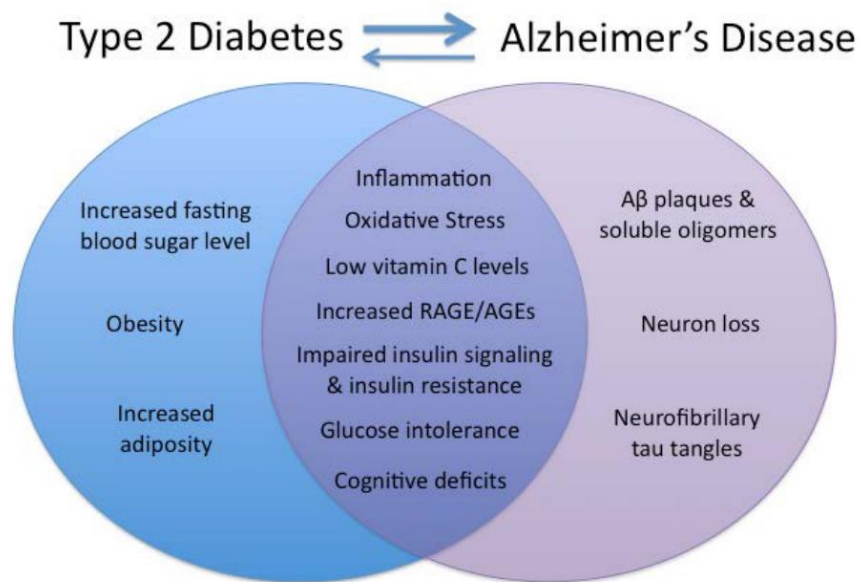 Type 2 Diabetes
Alzheimer's Disease
Increased fasting
blood sugar level
Obesity
Increased
adiposity
Inflammation
Oxidative Stress
Low vitamin C levels
Increased RAGE/AGEs
Impaired insulin signaling
& insulin resistance
Glucose intolerance
Cognitive deficits
Aβ plaques &
soluble oligomers
Neuron loss
Neurofibrillary
tau tangles